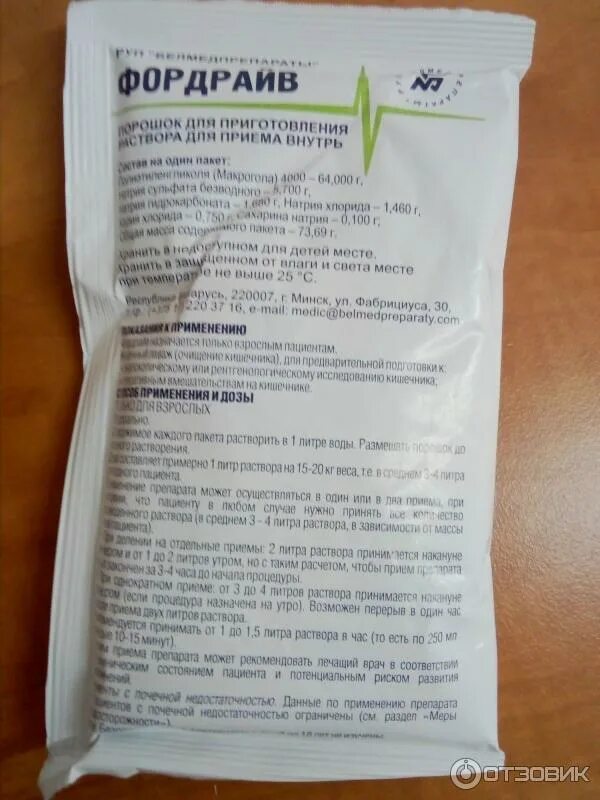 РУП "БЕЛМЕДПРЕПАРАТЫ"
ФОРДРАЙВ
ПОРОШОК ДЛЯ ПРИГОТОВЛЕНИЯ
РАСТВОРА ДЛЯ ПРИЕМА ВНУТРЬ
Состав на один пакет:
Полиэтиленгликоля (Макрогола) 4000 – 64,000 г,
натрия сульфата безводного – 5,700 г,
натрия гидрокарбоната – 1,680 г, Натрия хлорида – 1,460 г,
калия хлорида – 0,750 г, Сахарина натрия – 0,100 г;
Общая масса содержимого пакета – 73,69 г.
Хранить в недоступном для детей месте.
Хранить в защищенном от влаги и света месте
при температуре не выше 25 °C.
Республика Беларусь, 220007, г. Минск, ул. Фабрициуса, 30,
220 37 16, e-mail: medic@belmedpreparaty.com
ПОКАЗАНИЯ К ПРИМЕНЕНИЮ
назначается только взрослым пациентам.
лаваж (очищение кишечника), для предварительной подготовки к:
или рентгенологическому исследованию кишечника;
вмешательствам на кишечнике.
СПОСОБ ПРИМЕНЕНИЯ И ДОЗЫ
ДЛЯ ВЗРОСЛЫХ
каждого пакета растворить в 1 литре воды. Размешать порошок до
растворения.
составляет примерно 1 литр раствора на 15-20 кг веса, т.е. в среднем 3-4 литра
пациента.
препарата может осуществляться в один или в два приема, при
что пациенту в любом случае нужно принять все количество
раствора (в среднем 3 – 4 литра раствора, в зависимости от массы
пациента).
При делении на отдельные приемы: 2 литра раствора принимается накануне
и от 1 до 2 литров утром, но с таким расчетом, чтобы прием препарата
закончен за 3-4 часа до начала процедуры.
При однократном приеме: от 3 до 4 литров раствора принимается накануне
(если процедура назначена на утро). Возможен перерыв в один час
приема двух литров раствора.
принимать от 1 до 1,5 литра раствора в час (то есть по 250 мл
10-15 минут).
приема препарата может рекомендовать лечащий врач в соответствии
состоянием пациента и потенциальным риском развития
с почечной недостаточностью. Данные по применению препарата
с почечной недостаточностью ограничены (см. раздел «Меры
18 лет не изучены.
ОТЗОВИК